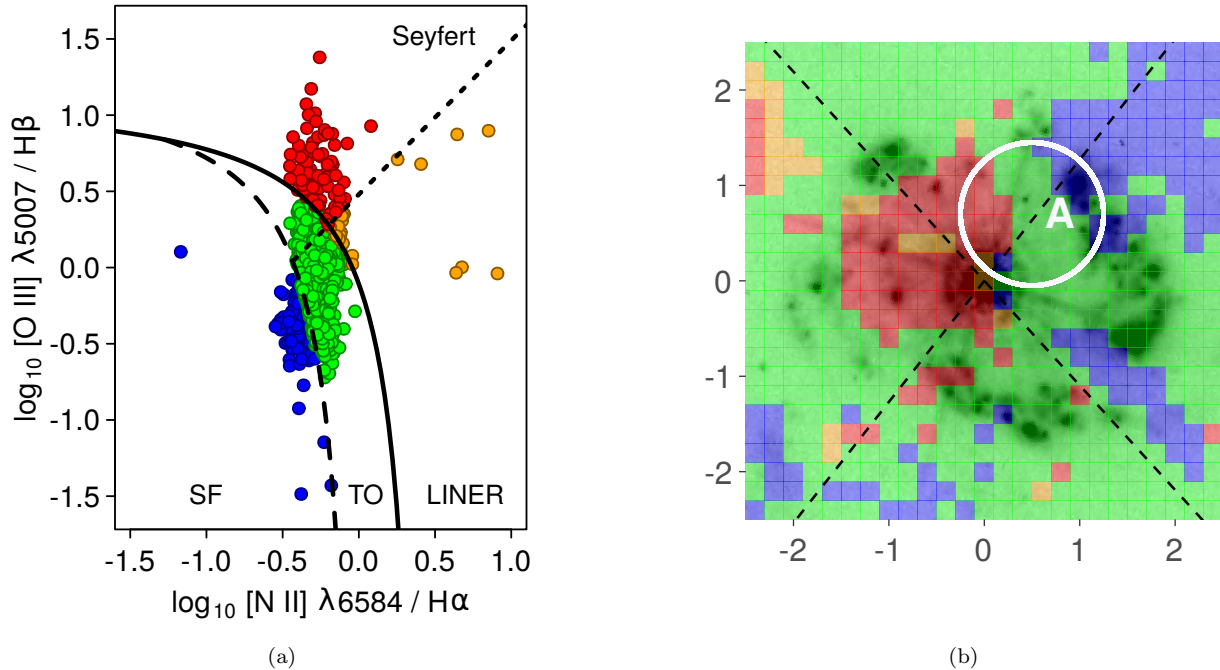 Seyfert
1.5
1.0
0.5
0.0
-0.5
-1.0
-1.5
log₁₀ [O III] λ5007 / Hβ
SF
TO
LINER
-1.5 -1.0 -0.5 0.0 0.5 1.0
log₁₀ [N II] λ6584 / Hα
(a)
2
1
0
-1
-2
A
-2 -1 0 1 2
(b)